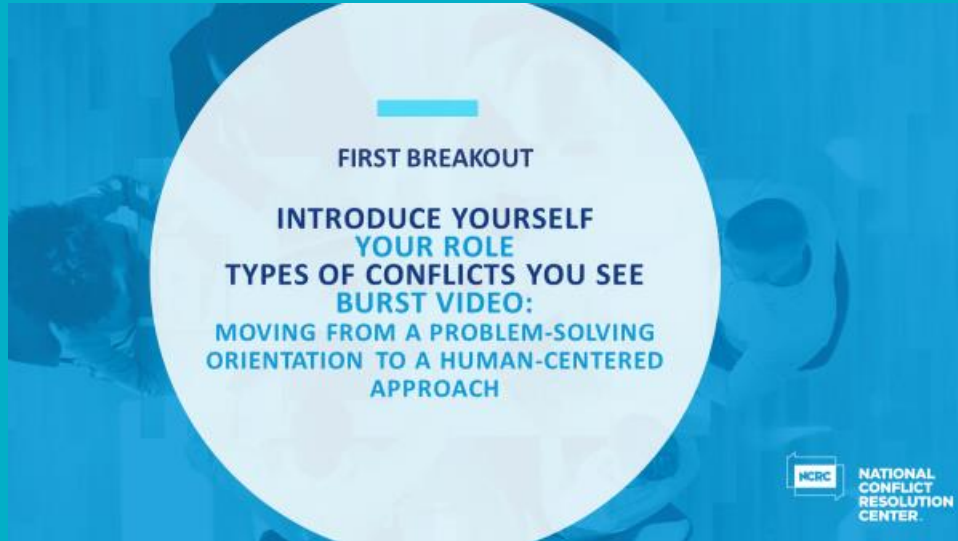 FIRST BREAKOUT
INTRODUCE YOURSELF
YOUR ROLE
TYPES OF CONFLICTS YOU SEE
BURST VIDEO:
MOVING FROM A PROBLEM-SOLVING
ORIENTATION TO A HUMAN-CENTERED
APPROACH
NCRC
NATIONAL
CONFLICT
RESOLUTION
CENTER.